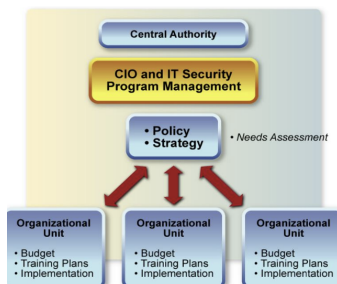 Central Authority
CIO and IT Security
Program Management
• Policy
• Strategy
• Needs Assessment
Organizational
Unit
• Budget
• Training Plans
• Implementation
Organizational
Unit
• Budget
• Training Plans
• Implementation
Organizational
Unit
• Budget
• Training Plans
• Implementation